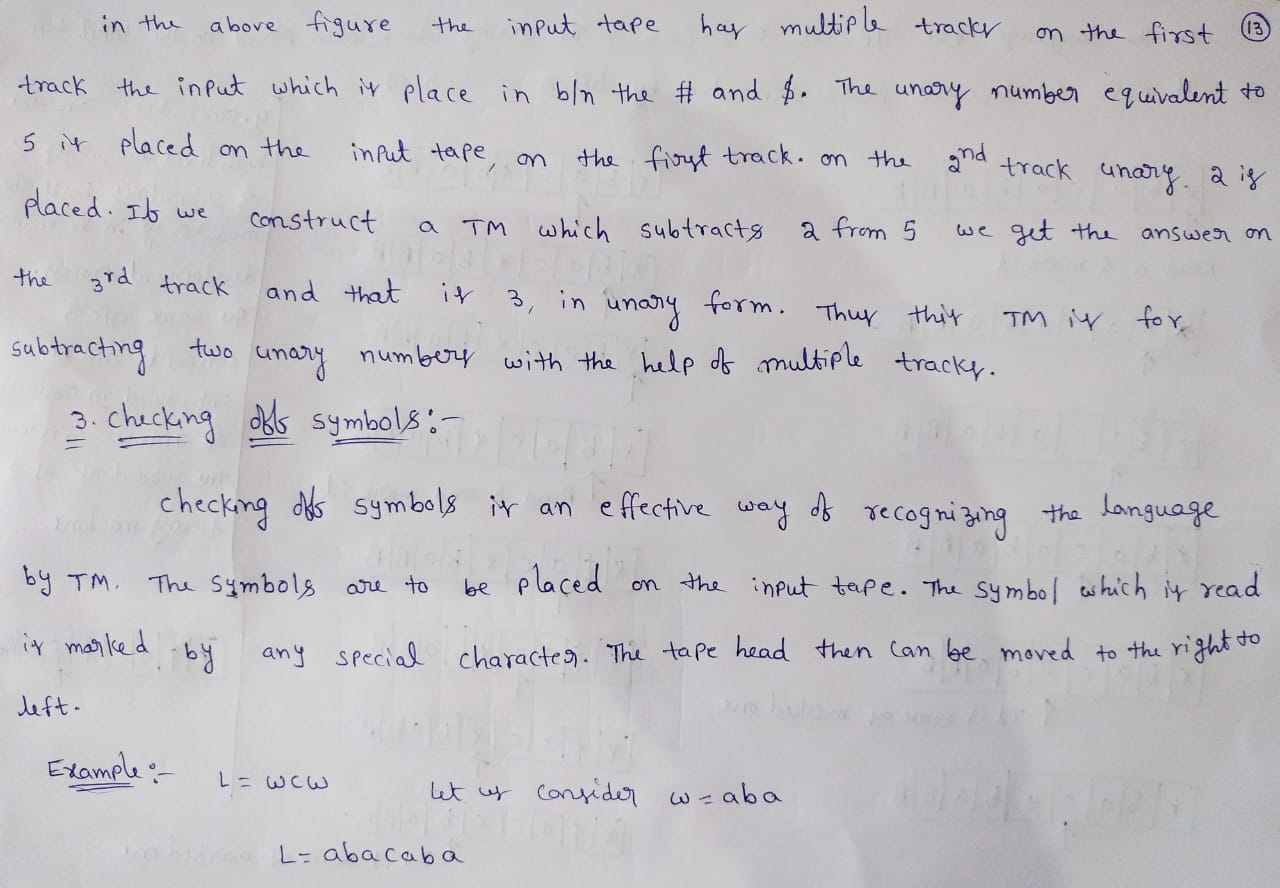 in the above figure the input tape has multiple tracks on the first 13
track the input which is place in b/n the # and $. The unary number equivalent to
5 is placed on the input tape, on the first track. on the 2nd track unary 2 is
placed. If we construct a TM which subtracts 2 from 5 we get the answer on
the 3rd track and that is 3, in unary form. Thus this TM is for
subtracting two unary numbers with the help of multiple tracks.
3. checking off symbols:-
checking off symbols is an effective way of recognizing the language
by TM. The symbols are to be placed on the input tape. The symbol which is read
is marked by any special character. The tape head then can be moved to the right to
left.
Example:- L = wcw let us consider w = aba
L = abacaba